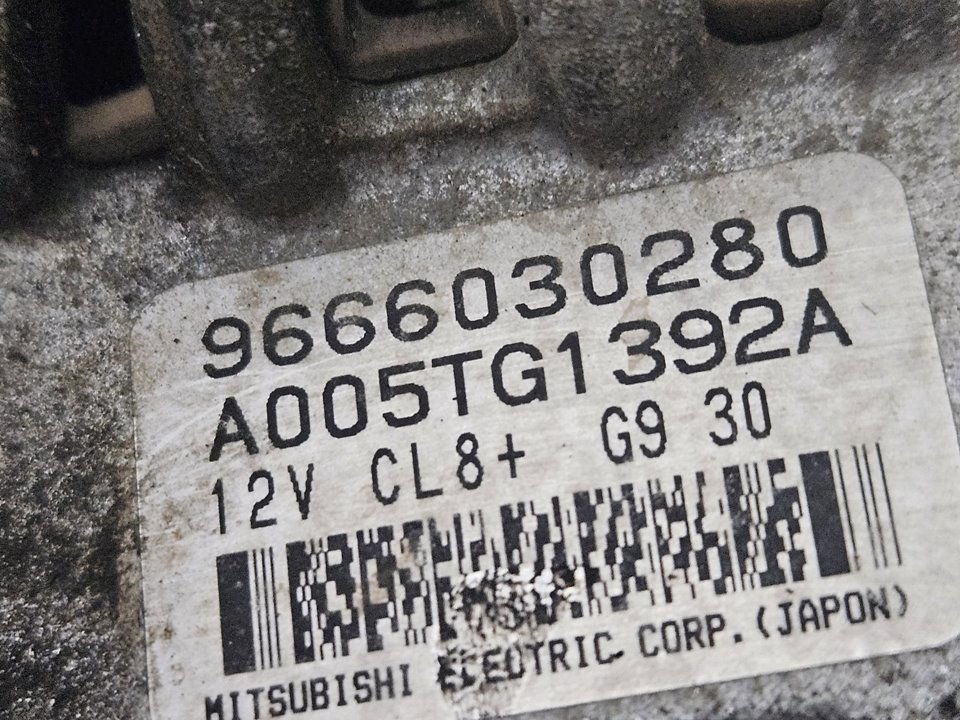 9666030280
A005TG1392A
12V CL8+ G9 30
MITSUBISHI ELECTRIC CORP.(JAPON)